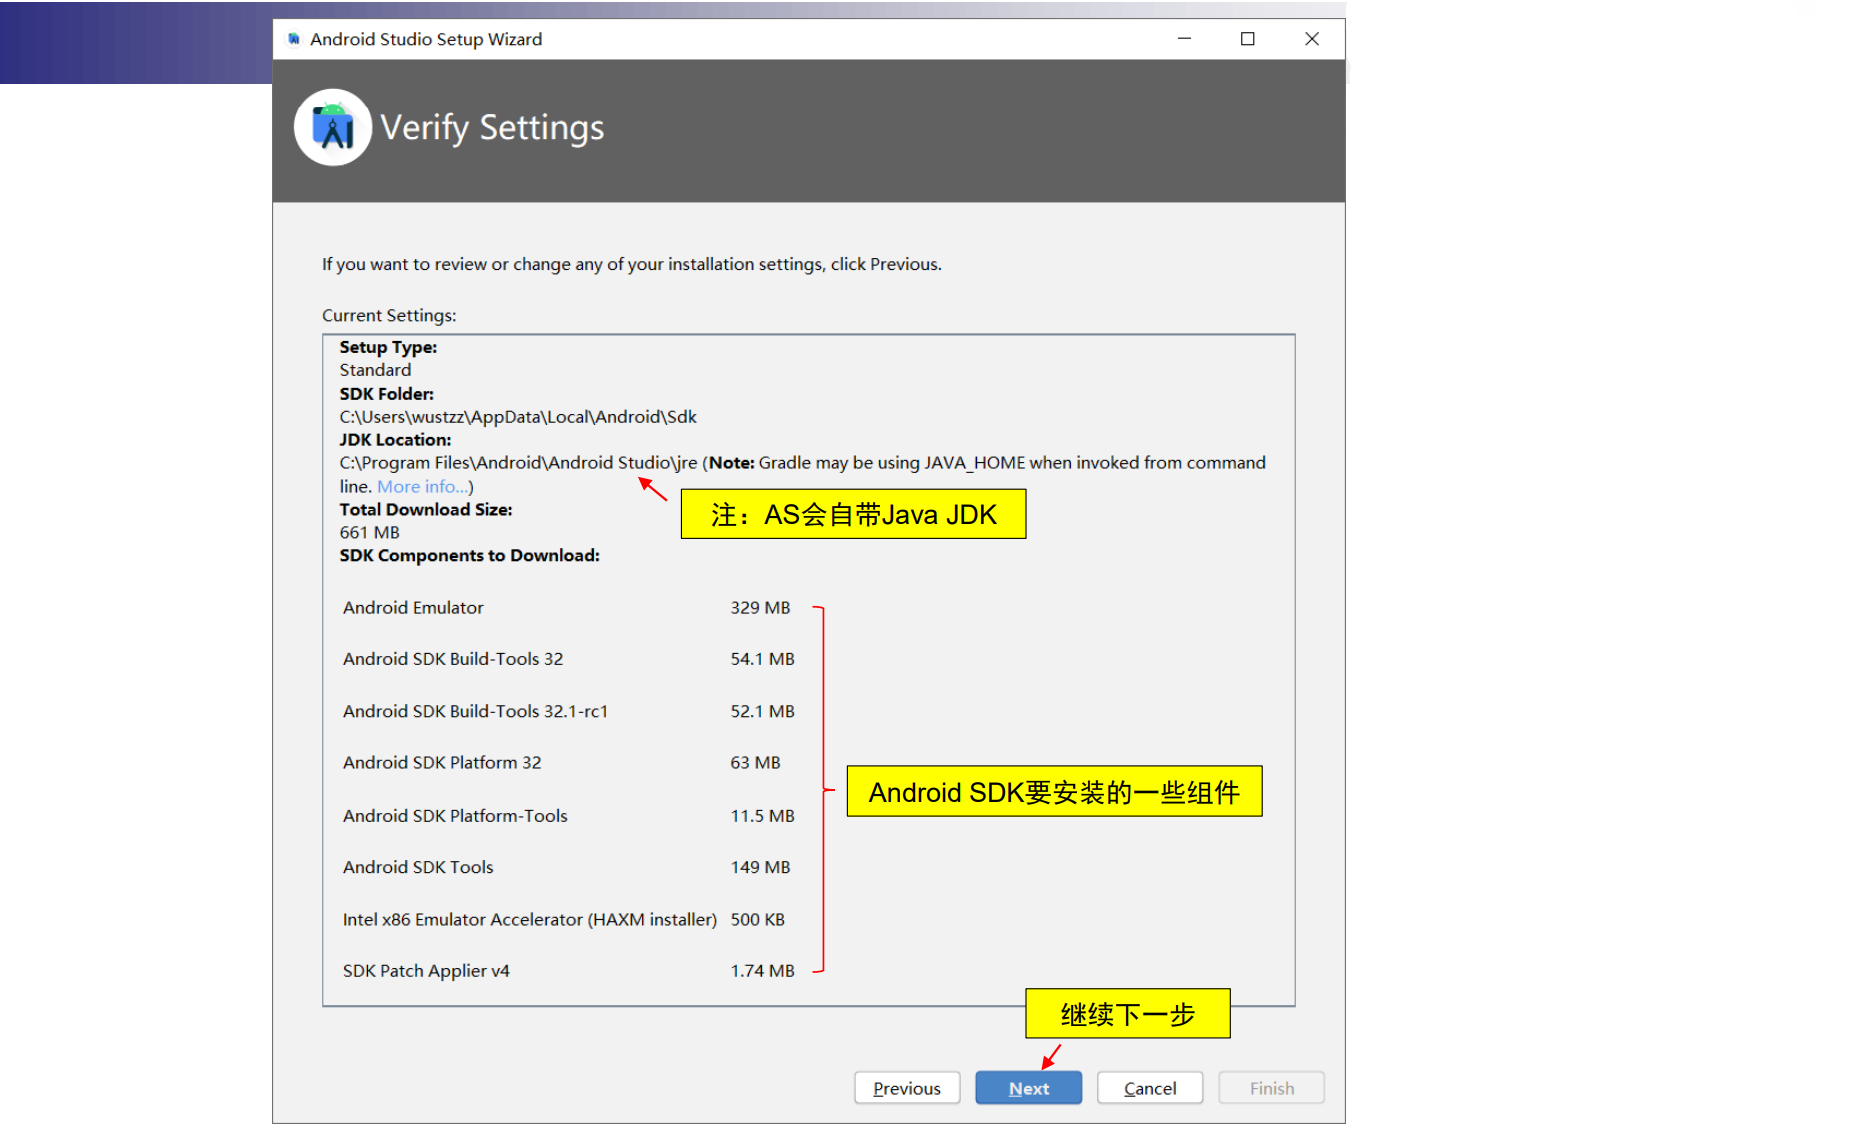 Android Studio Setup Wizard
Verify Settings
If you want to review or change any of your installation settings, click Previous.
Current Settings:
Setup Type:
Standard
SDK Folder:
C:\Users\wustzz\AppData\Local\Android\Sdk
JDK Location:
C:\Program Files\Android\Android Studio\jre (Note: Gradle may be using JAVA_HOME when invoked from command
line. More info...)
注：AS会自带Java JDK
Total Download Size:
661 MB
SDK Components to Download:
Android Emulator 329 MB
Android SDK Build-Tools 32 54.1 MB
Android SDK Build-Tools 32.1-rc1 52.1 MB
Android SDK Platform 32 63 MB
Android SDK要安装的一些组件
Android SDK Platform-Tools 11.5 MB
Android SDK Tools 149 MB
Intel x86 Emulator Accelerator (HAXM installer) 500 KB
SDK Patch Applier v4 1.74 MB
继续下一步
Previous Next Cancel Finish